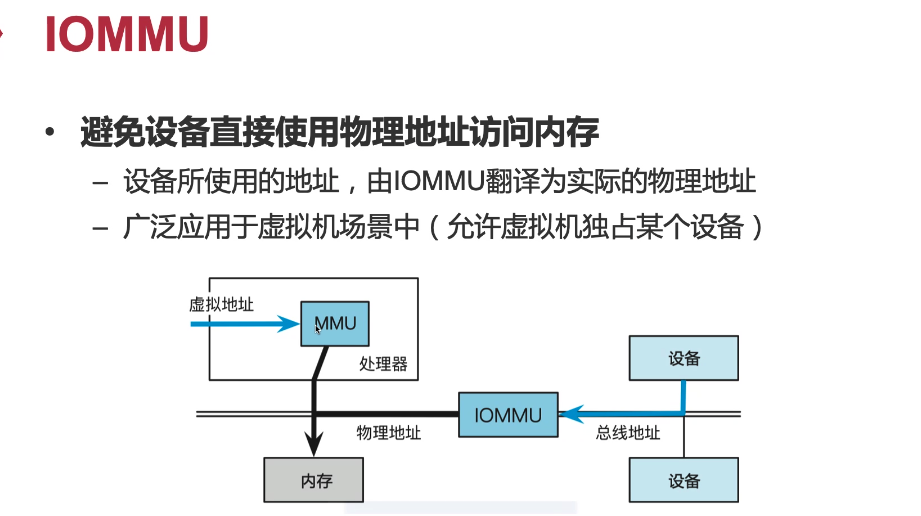 IOMMU
• 避免设备直接使用物理地址访问内存
– 设备所使用的地址，由IOMMU翻译为实际的物理地址
– 广泛应用于虚拟机场景中（允许虚拟机独占某个设备）
虚拟地址
MMU
处理器
设备
IOMMU
物理地址
总线地址
内存
设备